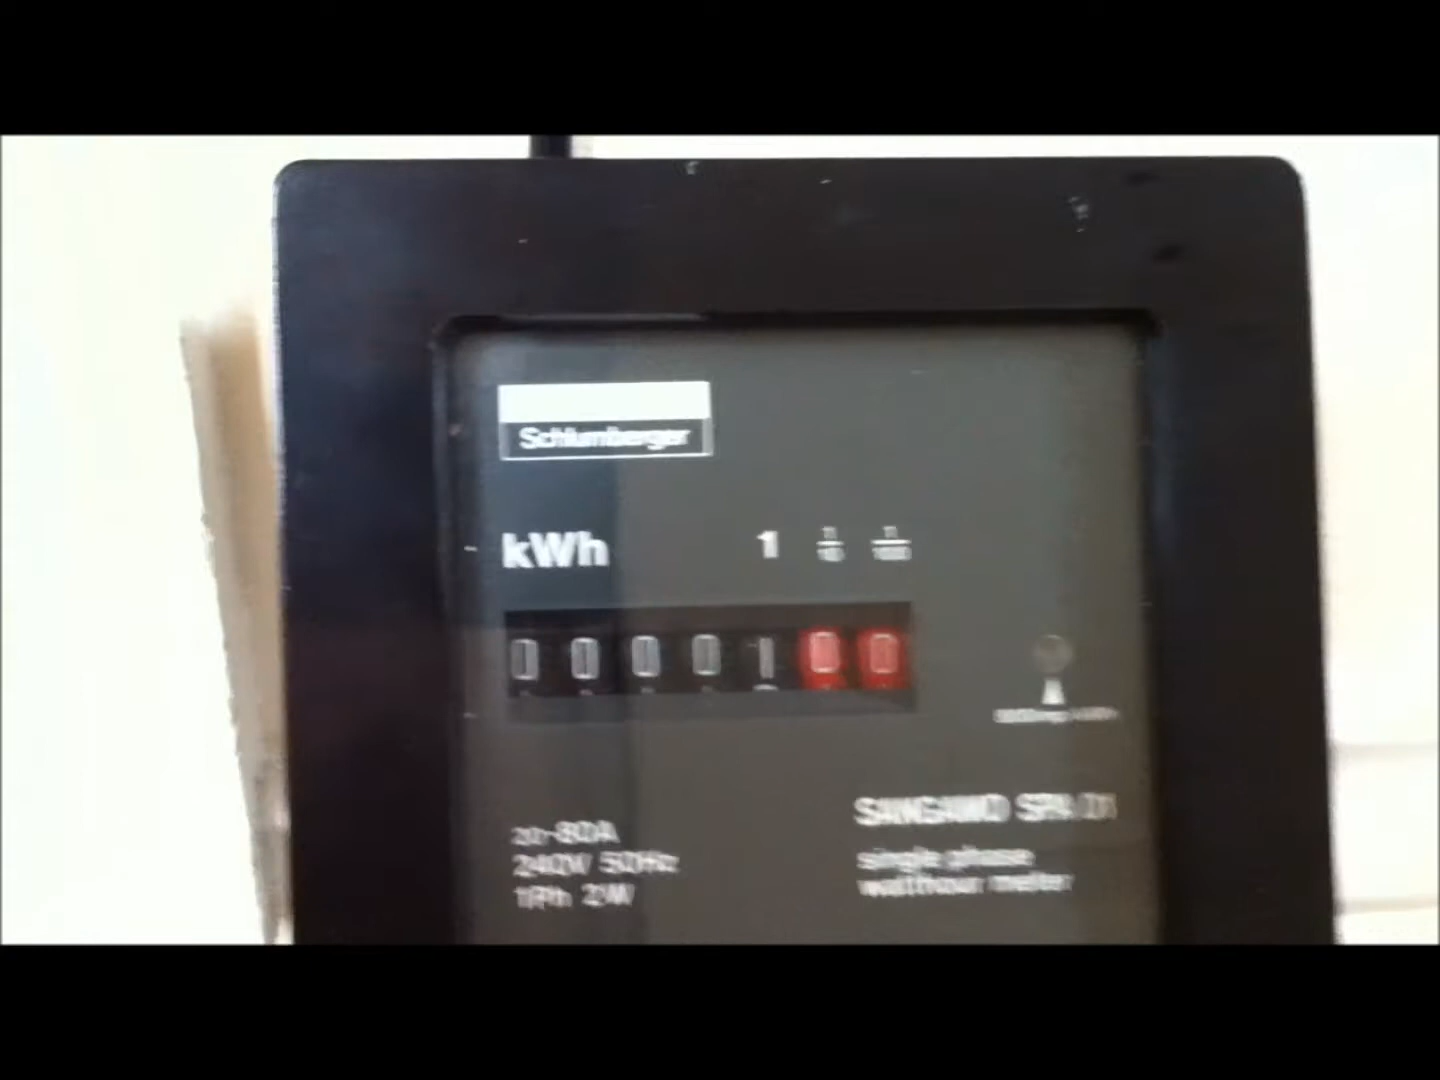 Schlumberger
kWh 1
0 0 0 0 1 0 0
20-80A
240V 50Hz
1Ph 2W
SANGAMO
single phase
watthour meter